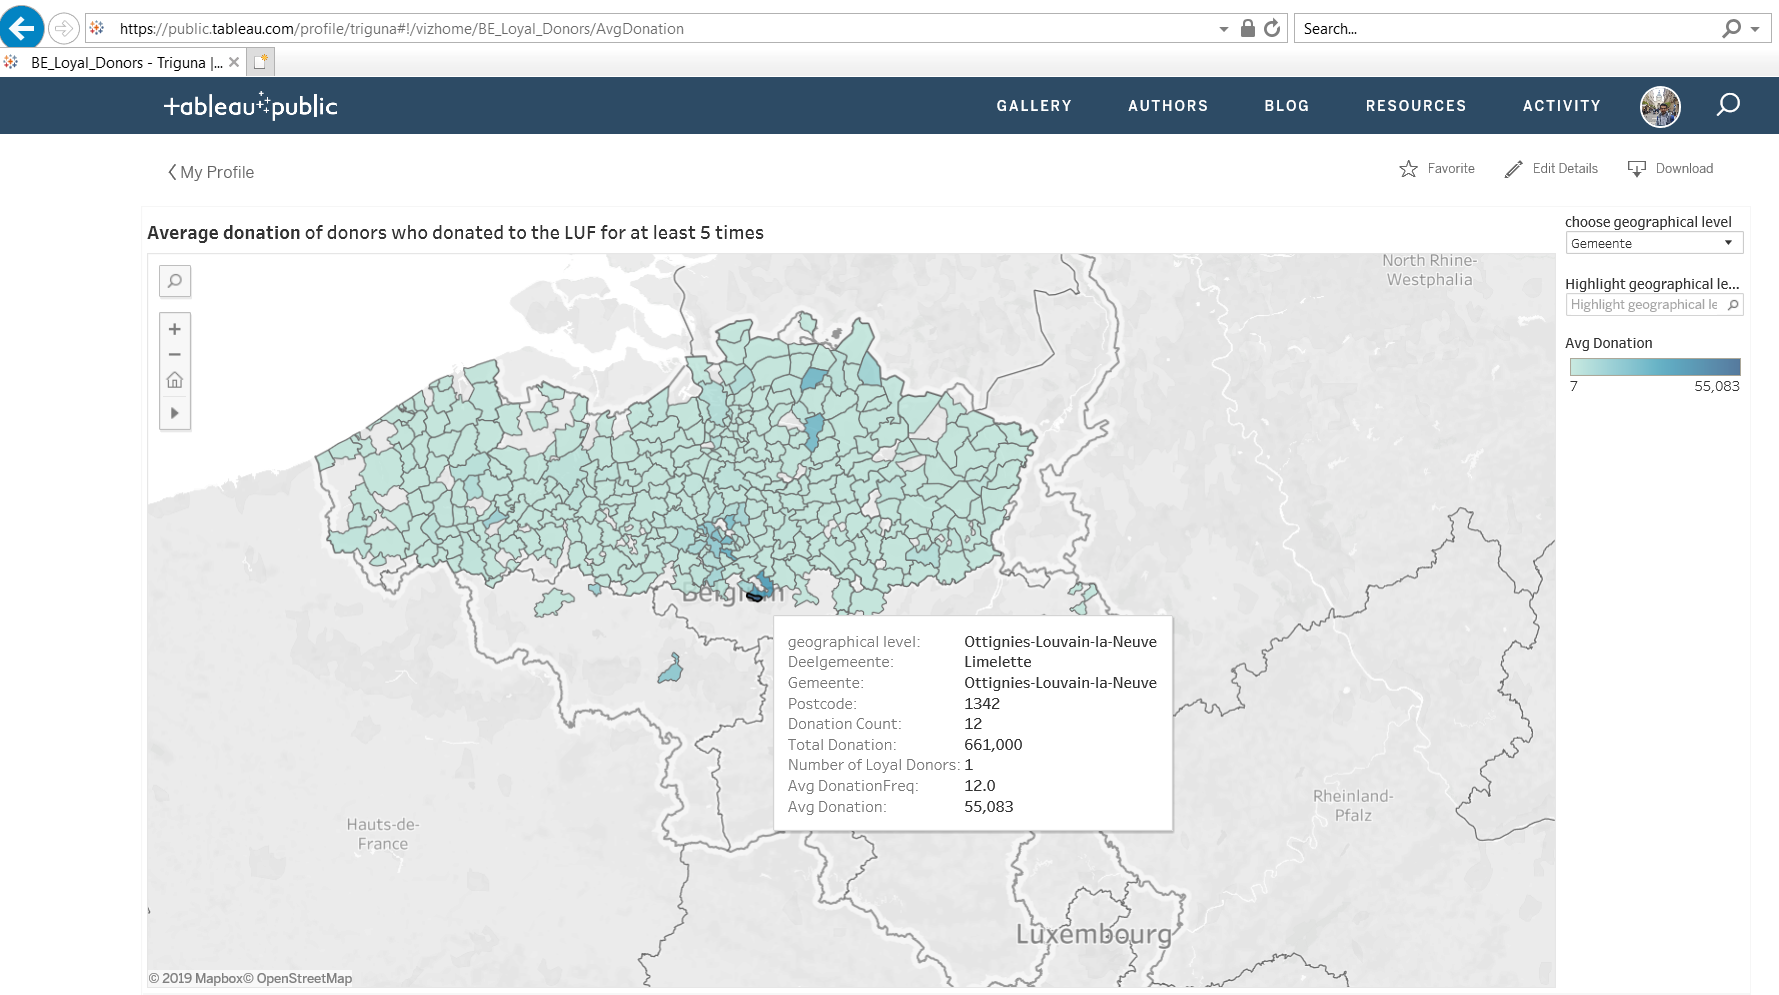 https://public.tableau.com/profile/triguna#!/vizhome/BE_Loyal_Donors/AvgDonation
Search...
BE_Loyal_Donors - Triguna |...
tableau public
GALLERY
AUTHORS
BLOG
RESOURCES
ACTIVITY
My Profile
Favorite
Edit Details
Download
Average donation of donors who donated to the LUF for at least 5 times
choose geographical level
Gemeente
Highlight geographical le...
Highlight geographical le
Avg Donation
7
55,083
North Rhine-
Westphalia
Belgium
geographical level: Ottignies-Louvain-la-Neuve
Deelgemeente: Limelette
Gemeente: Ottignies-Louvain-la-Neuve
Postcode: 1342
Donation Count: 12
Total Donation: 661,000
Number of Loyal Donors: 1
Avg DonationFreq: 12.0
Avg Donation: 55,083
Hauts-de-
France
Rheinland-
Pfalz
Luxembourg
© 2019 Mapbox© OpenStreetMap